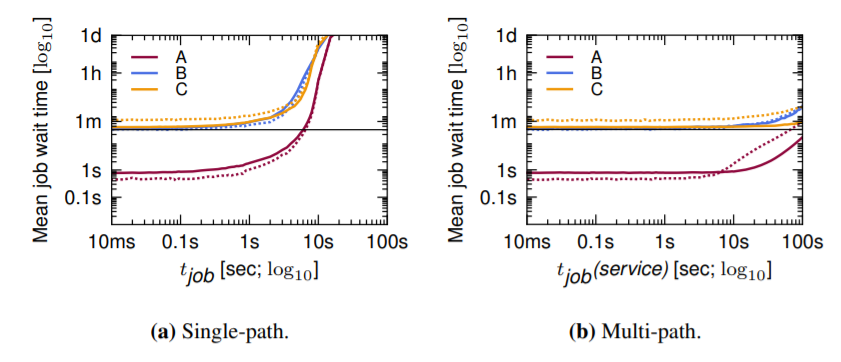 Mean job wait time [log10]
1d
1h
1m
1s
0.1s
A
B
C
10ms 0.1s 1s 10s 100s
tjob [sec; log10]
(a) Single-path.
Mean job wait time [log10]
1d
1h
1m
1s
0.1s
A
B
C
10ms 0.1s 1s 10s 100s
tjob(service) [sec; log10]
(b) Multi-path.